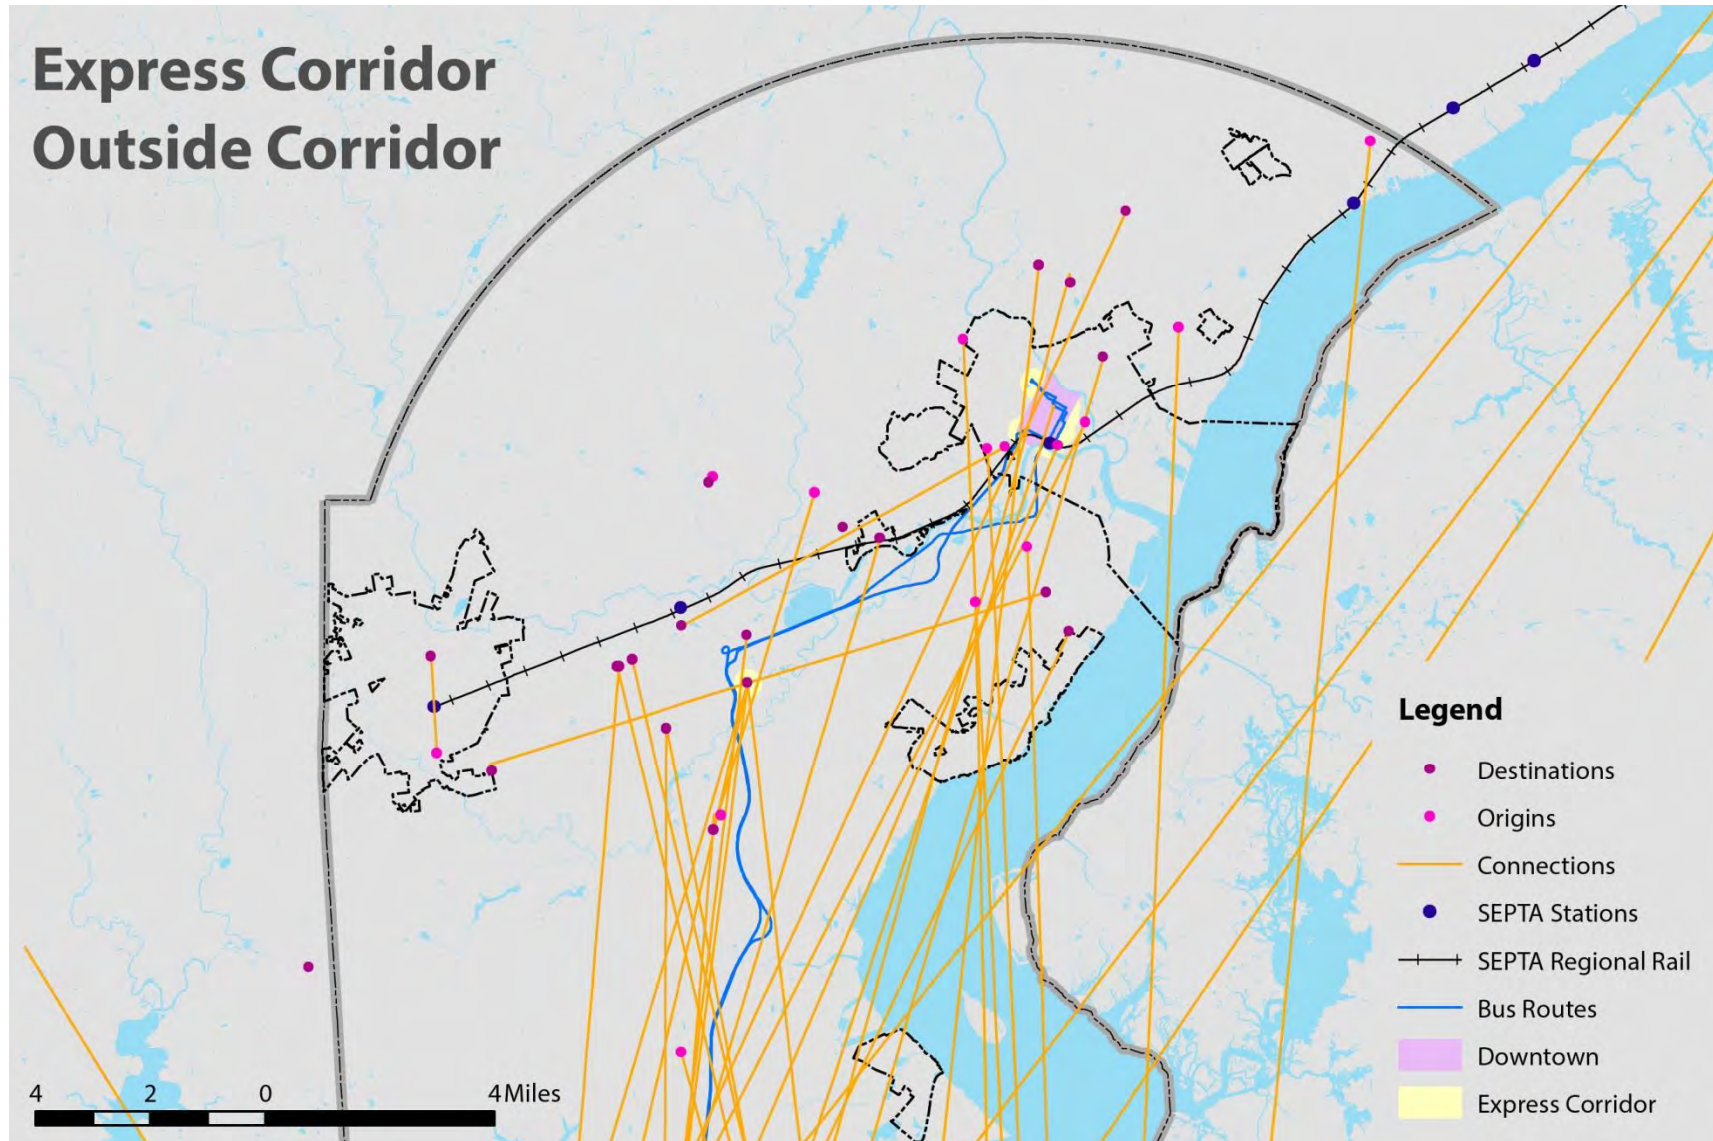 Express Corridor
Outside Corridor
Legend
Destinations
Origins
Connections
SEPTA Stations
SEPTA Regional Rail
Bus Routes
Downtown
Express Corridor
4 2 0 4 Miles